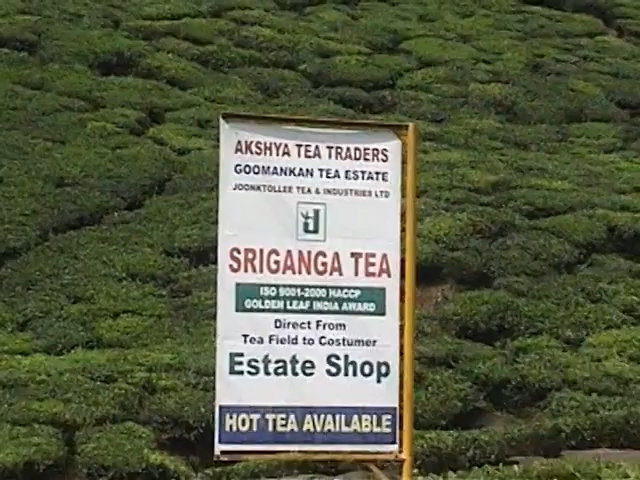 AKSHYA TEA TRADERS
GOOMANKAN TEA ESTATE
JOONKTOLLEE TEA & INDUSTRIES LTD
SRIGANGA TEA
ISO 9001-2000 HACCP
GOLDEN LEAF INDIA AWARD
Direct From
Tea Field to Costumer
Estate Shop
HOT TEA AVAILABLE